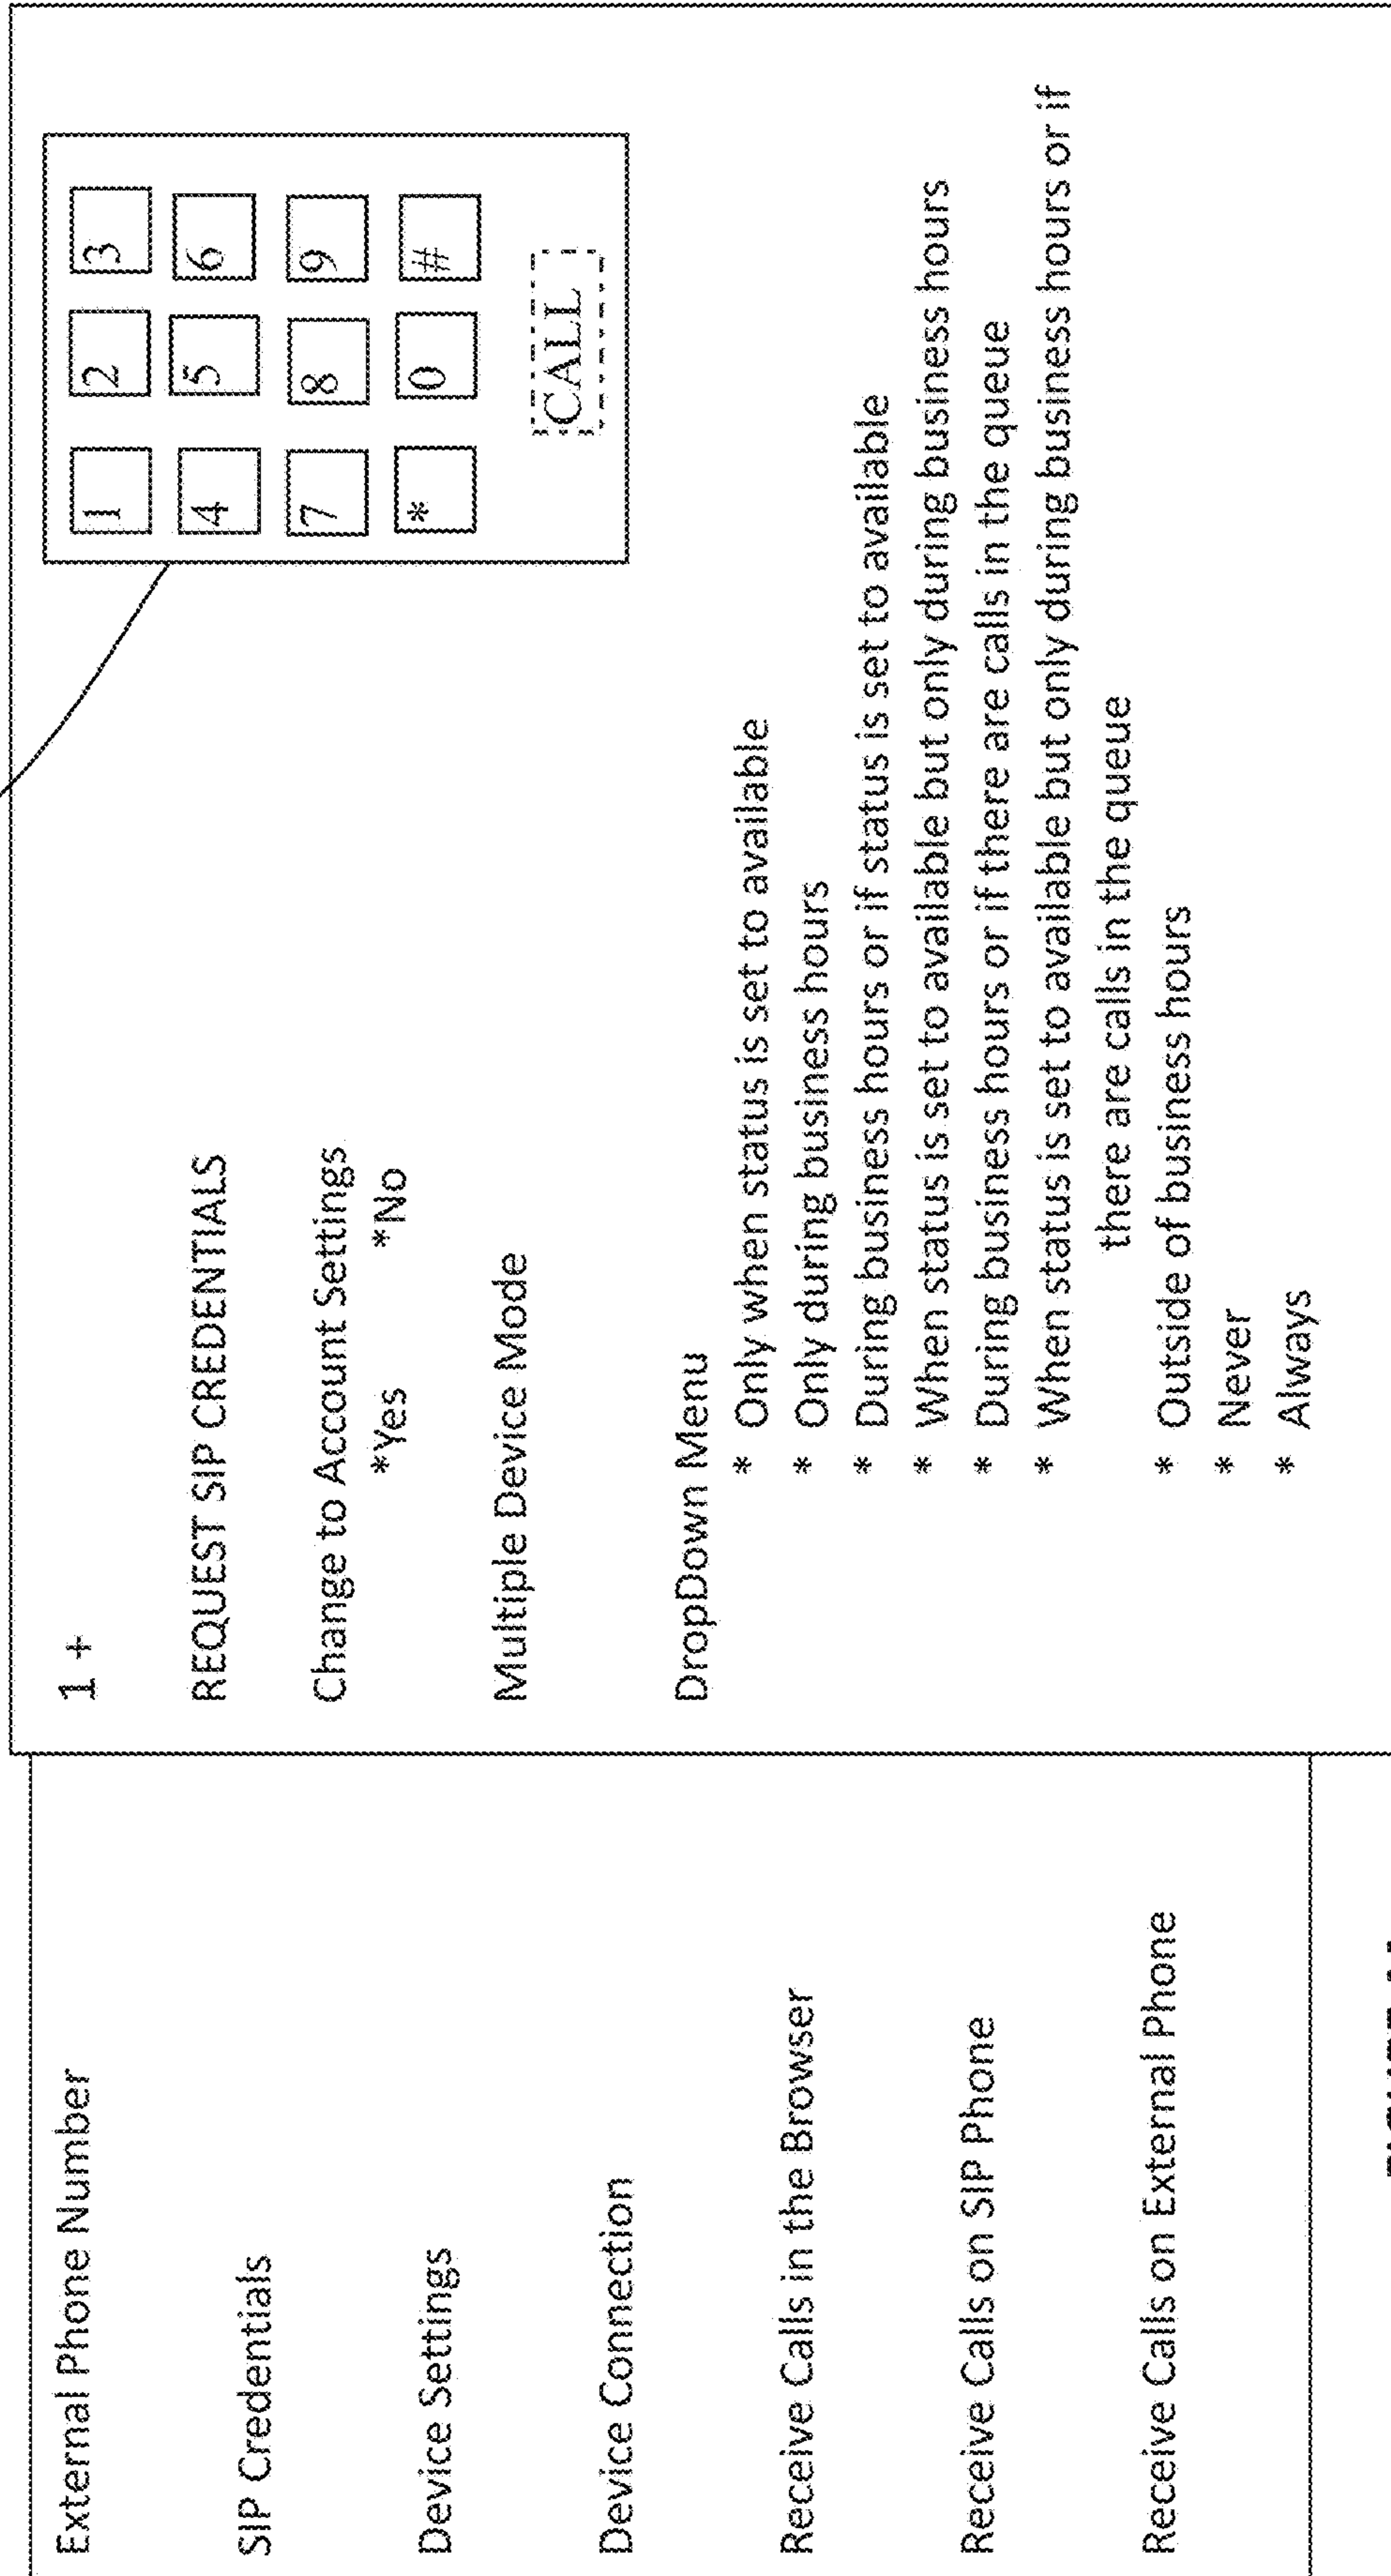 External Phone Number
SIP Credentials
Device Settings
Device Connection
Receive Calls in the Browser
Receive Calls on SIP Phone
Receive Calls on External Phone
1 +
REQUEST SIP CREDENTIALS
Change to Account Settings
*Yes *No
Multiple Device Mode
DropDown Menu
* Only when status is set to available
* Only during business hours
* During business hours or if status is set to available
* When status is set to available but only during business hours
* During business hours or if there are calls in the queue
* When status is set to available but only during business hours or if
there are calls in the queue
* Outside of business hours
* Never
* Always
1 2 3
4 5 6
7 8 9
* 0 #
CALL